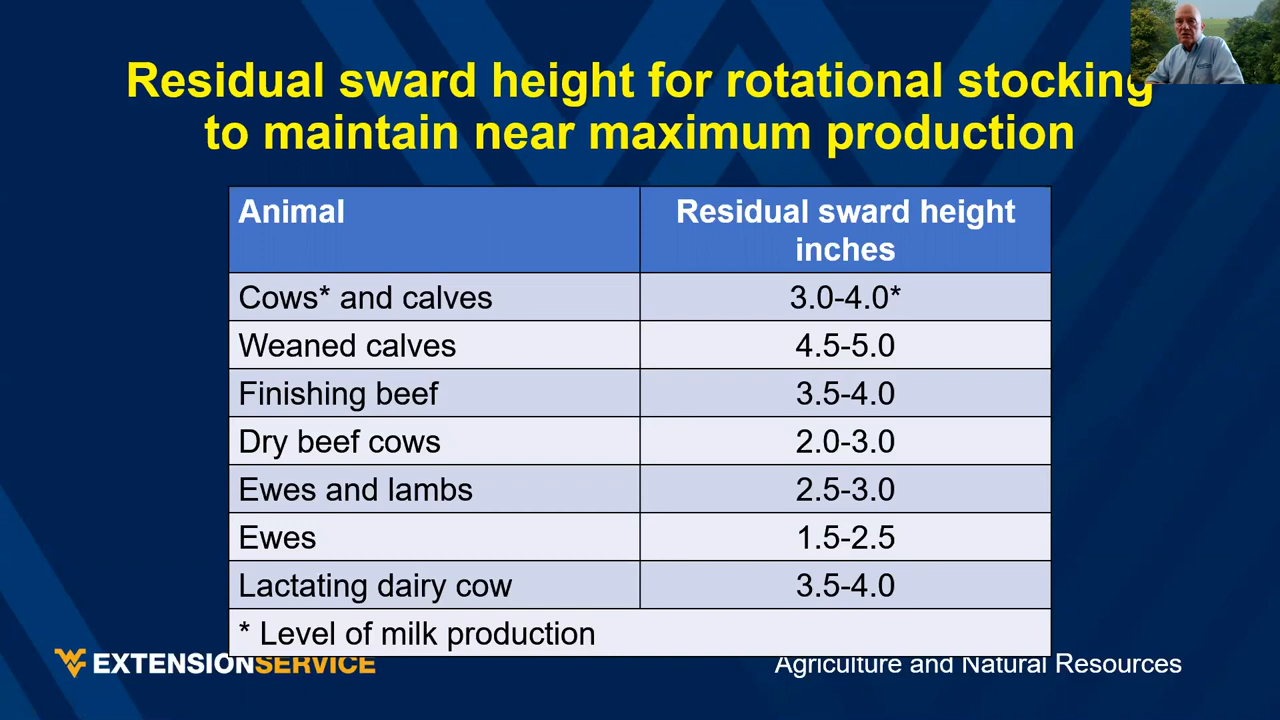 Residual sward height for rotational stocking
to maintain near maximum production
Animal
Residual sward height
inches
Cows* and calves 3.0-4.0*
Weaned calves 4.5-5.0
Finishing beef 3.5-4.0
Dry beef cows 2.0-3.0
Ewes and lambs 2.5-3.0
Ewes 1.5-2.5
Lactating dairy cow 3.5-4.0
* Level of milk production
EXTENSIONSERVICE
Agriculture and Natural Resources